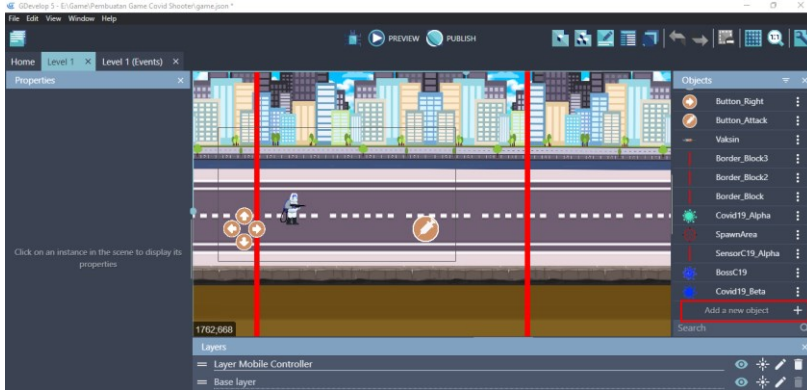 GDevelop 5 - E:\Game\Pembuatan Game Covid Shooter\game.json *
File Edit View Window Help
PREVIEW PUBLISH
Home Level 1 × Level 1 (Events) ×
Properties ×
Click on an instance in the scene to display its
properties
1762;668
Objects ×
Button_Right
Button_Attack
Vaksin
Border_Block3
Border_Block2
Border_Block
Covid19_Alpha
SpawnArea
SensorC19_Alpha
BossC19
Covid19_Beta
Add a new object +
Search
Layers ×
Layer Mobile Controller
Base layer